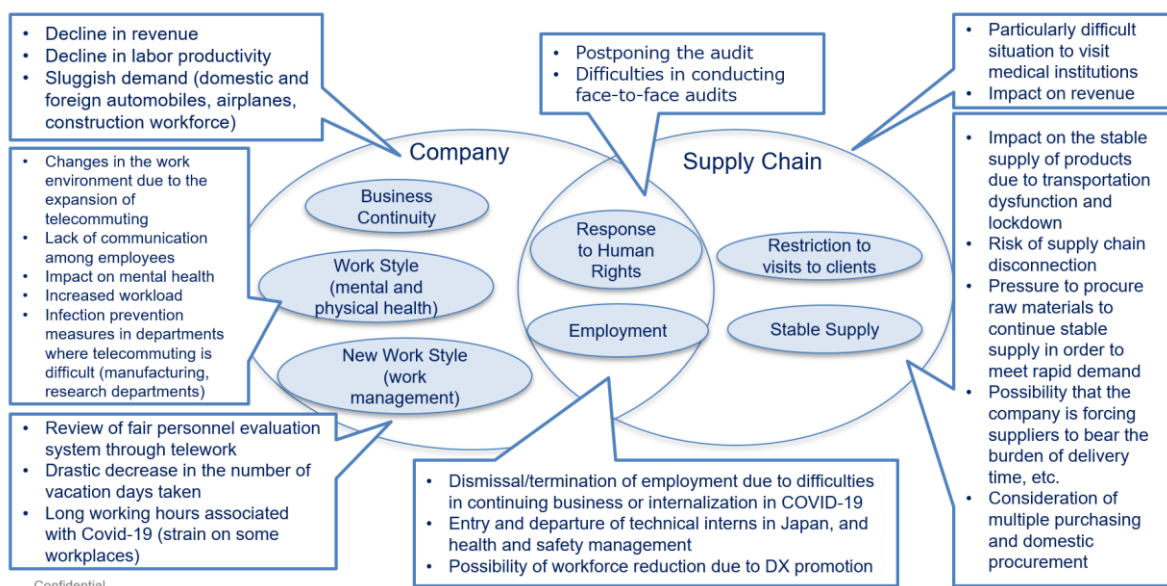 • Decline in revenue
• Decline in labor productivity
• Sluggish demand (domestic and
foreign automobiles, airplanes,
construction workforce)
• Postponing the audit
• Difficulties in conducting
face-to-face audits
• Particularly difficult
situation to visit
medical institutions
• Impact on revenue
Company
Supply Chain
• Changes in the work
environment due to the
expansion of
telecommuting
• Lack of communication
among employees
• Impact on mental health
• Increased workload
• Infection prevention
measures in departments
where telecommuting is
difficult (manufacturing,
research departments)
Business
Continuity
Work Style
(mental and
physical health)
New Work Style
(work
management)
Response
to Human
Rights
Employment
Restriction to
visits to clients
Stable Supply
• Impact on the stable
supply of products
due to transportation
dysfunction and
lockdown
• Risk of supply chain
disconnection
• Pressure to procure
raw materials to
continue stable
supply in order to
meet rapid demand
• Possibility that the
company is forcing
suppliers to bear the
burden of delivery
time, etc.
• Consideration of
multiple purchasing
and domestic
procurement
• Review of fair personnel evaluation
system through telework
• Drastic decrease in the number of
vacation days taken
• Long working hours associated
with Covid-19 (strain on some
workplaces)
• Dismissal/termination of employment due to difficulties
in continuing business or internalization in COVID-19
• Entry and departure of technical interns in Japan, and
health and safety management
• Possibility of workforce reduction due to DX promotion
Confidential